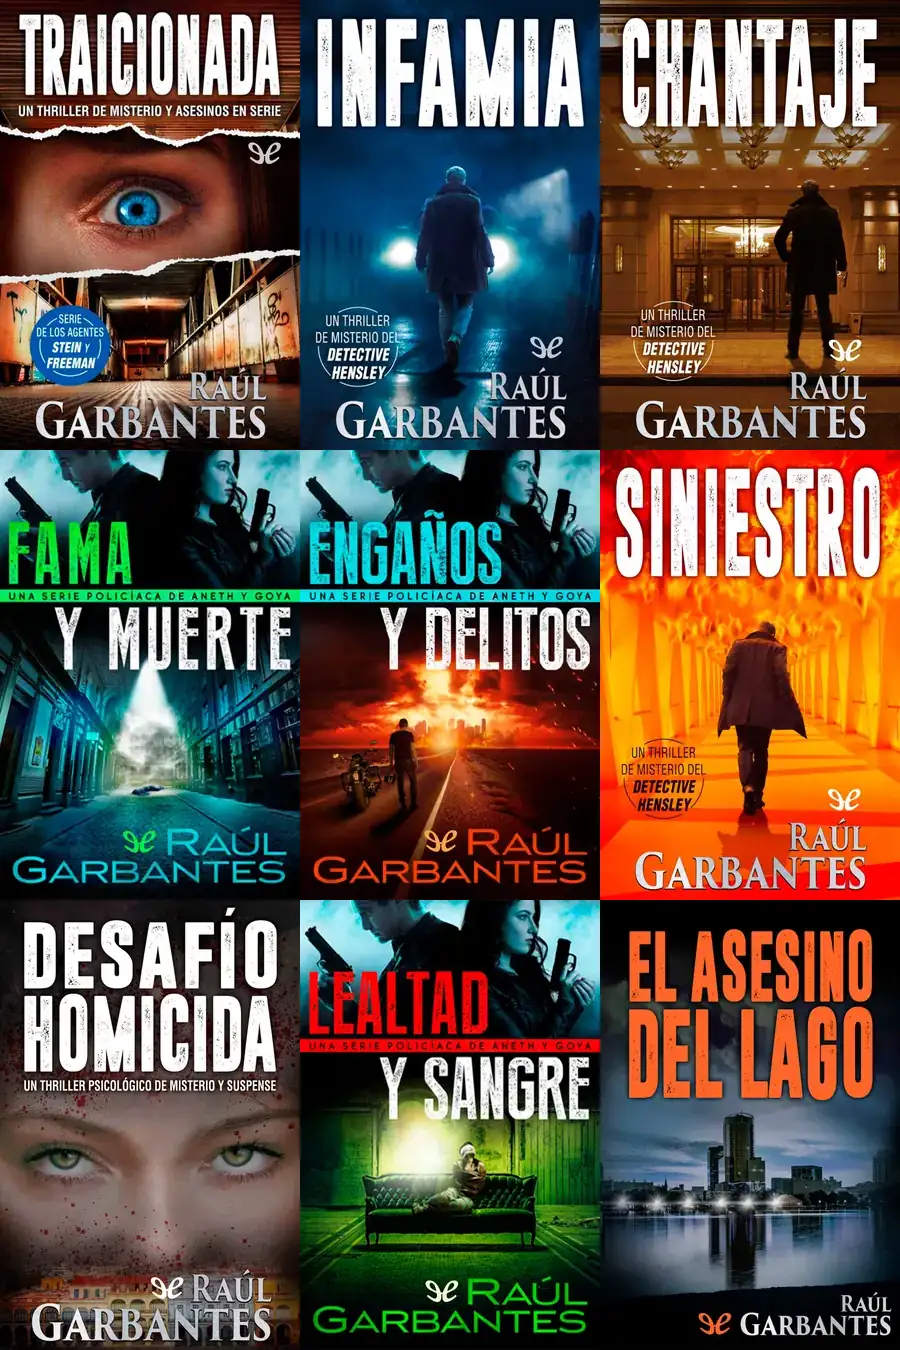 TRAICIONADA
UN THRILLER DE MISTERIO Y ASESINOS EN SERIE
SERIE
DE LOS AGENTES
STEIN Y
FREEMAN
RAÚL
GARBANTES
INFAMIA
UN THRILLER
DE MISTERIO DEL
DETECTIVE
HENSLEY
RAÚL
GARBANTES
CHANTAJE
UN THRILLER
DE MISTERIO DEL
DETECTIVE
HENSLEY
RAÚL
GARBANTES
FAMA
UNA SERIE POLICÍACA DE ANETH Y GOYA
Y MUERTE
RAÚL
GARBANTES
ENGAÑOS
UNA SERIE POLICÍACA DE ANETH Y GOYA
Y DELITOS
RAÚL
GARBANTES
SINIESTRO
UN THRILLER
DE MISTERIO DEL
DETECTIVE
HENSLEY
RAÚL
GARBANTES
DESAFÍO
HOMICIDA
UN THRILLER PSICOLÓGICO DE MISTERIO Y SUSPENSE
RAÚL
GARBANTES
LEALTAD
UNA SERIE POLICÍACA DE ANETH Y GOYA
Y SANGRE
RAÚL
GARBANTES
EL ASESINO
DEL LAGO
RAÚL
GARBANTES